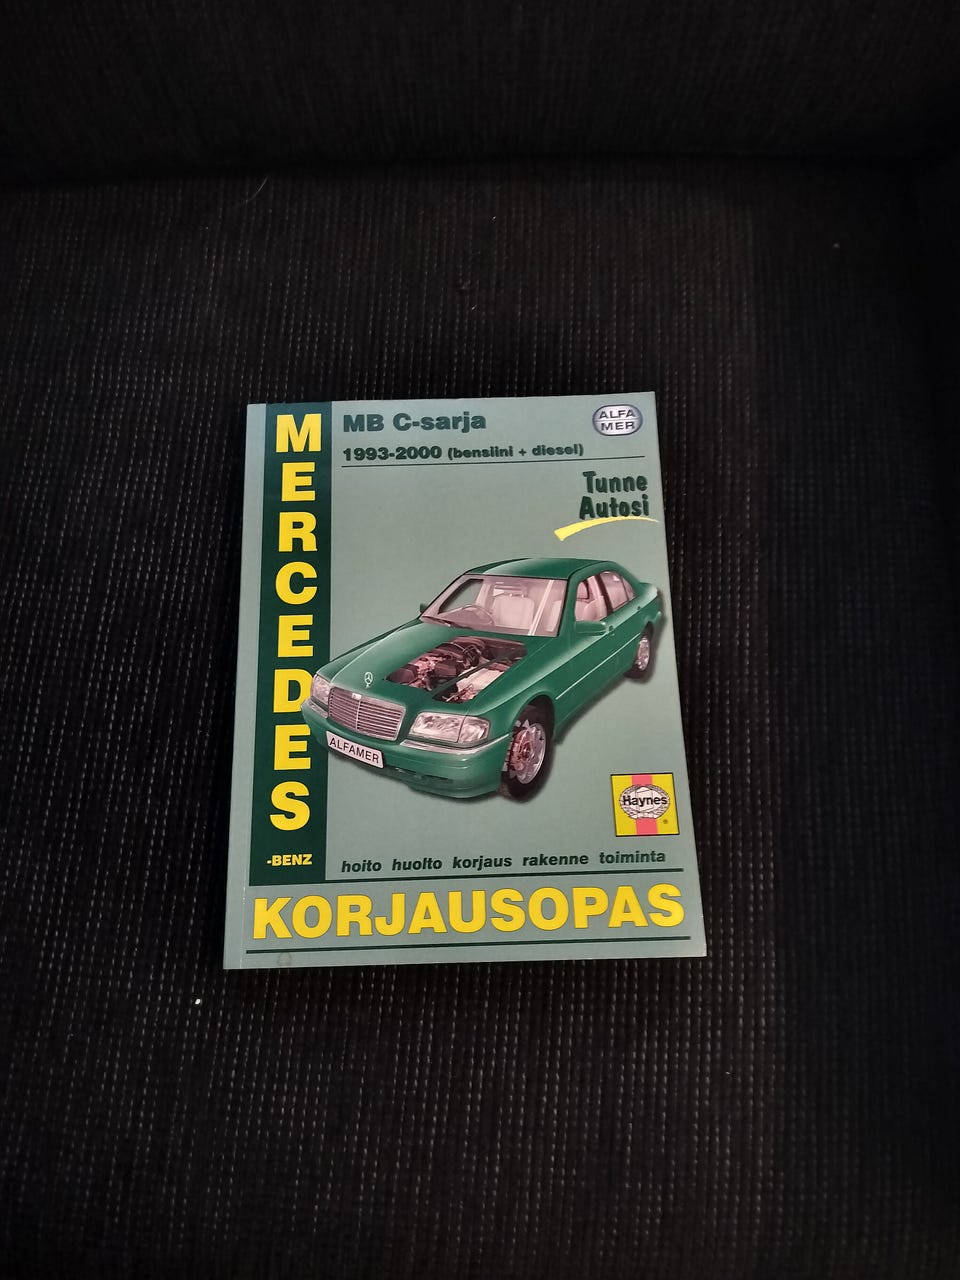 MERCEDES
-BENZ
MB C-sarja
1993-2000 (bensiini + diesel)
ALFA
MER
Tunne
Autosi
ALFAMER
Haynes
®
hoito huolto korjaus rakenne toiminta
KORJAUSOPAS